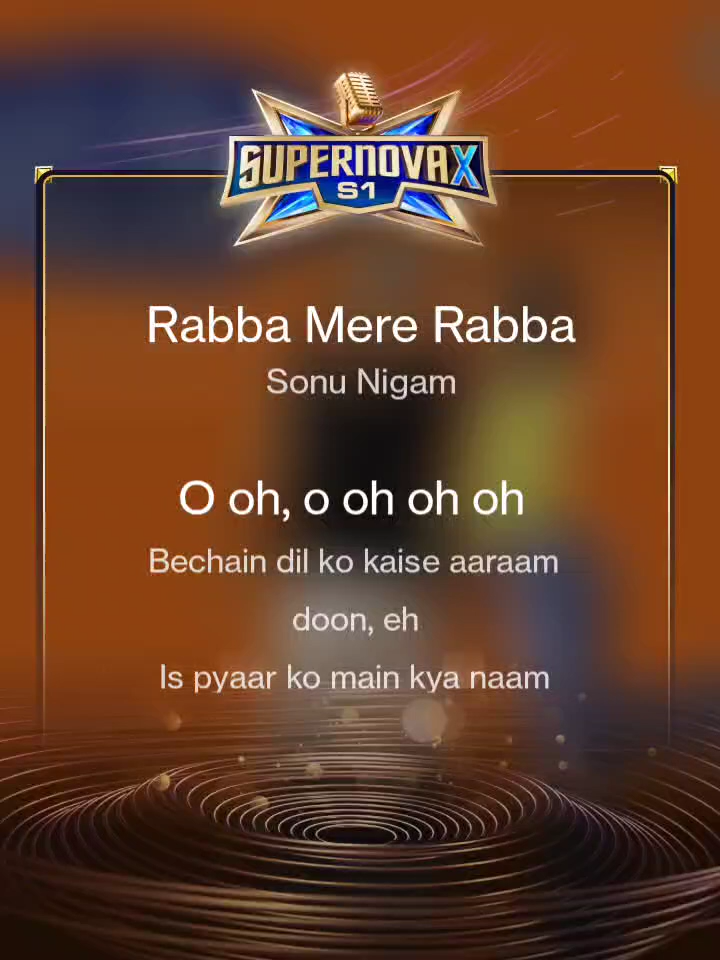 SUPERNOVA X
S1
Rabba Mere Rabba
Sonu Nigam
O oh, o oh oh oh
Bechain dil ko kaise aaraam
doon, eh
Is pyaar ko main kya naam